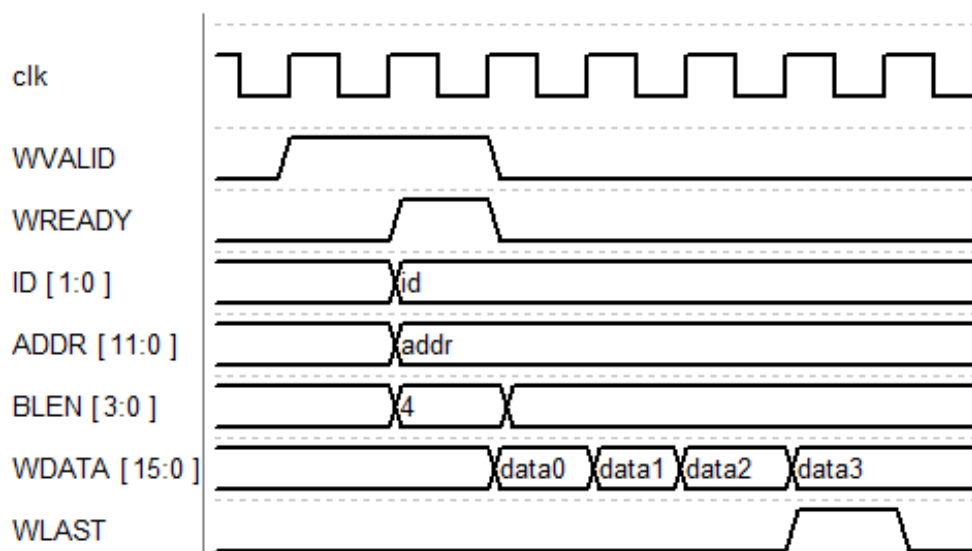 clk
WVALID
WREADY
ID [ 1:0 ] id
ADDR [ 11:0 ] addr
BLEN [ 3:0 ] 4
WDATA [ 15:0 ] data0 data1 data2 data3
WLAST